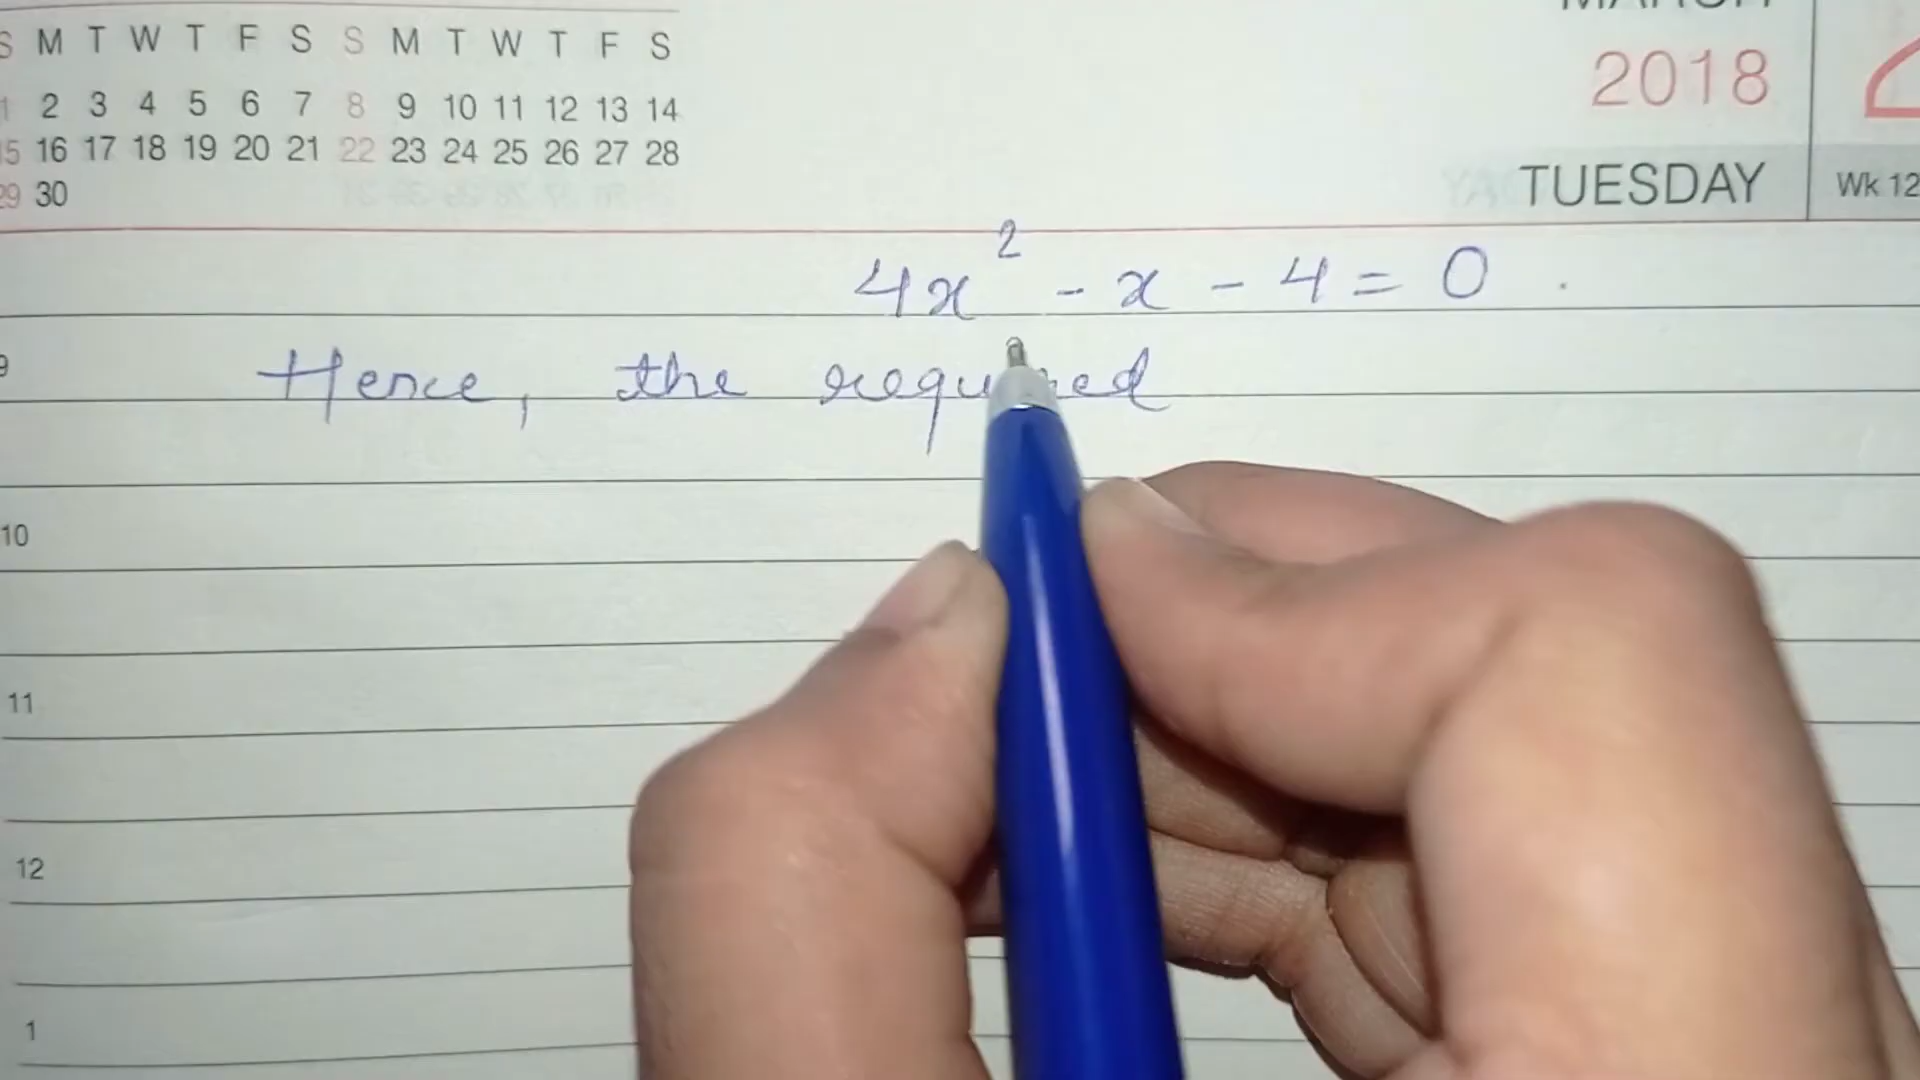 S M T W T F S S M T W T F S
MARCH
2018
1 2 3 4 5 6 7 8 9 10 11 12 13 14
15 16 17 18 19 20 21 22 23 24 25 26 27 28
29 30
TUESDAY
Wk 12
4x² - x - 4 = 0 .
9
Hence, the required
10
11
12
1